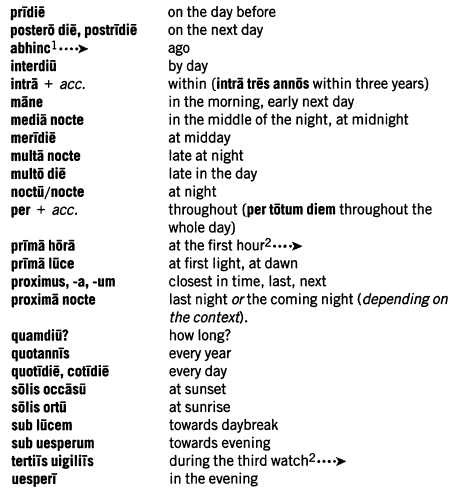 prīdiē on the day before
posterō diē, postrīdiē on the next day
abhinc¹····➤ ago
interdiū by day
intrā + acc. within (intrā trēs annōs within three years)
māne in the morning, early next day
mediā nocte in the middle of the night, at midnight
merīdiē at midday
multā nocte late at night
multō diē late in the day
noctū/nocte at night
per + acc. throughout (per tōtum diem throughout the
whole day)
prīmā hōrā at the first hour²····➤
prīmā lūce at first light, at dawn
proximus, -a, -um closest in time, last, next
proximā nocte last night or the coming night (depending on
the context).
quamdiū? how long?
quotannīs every year
quotīdiē, cotīdiē every day
sōlis occāsū at sunset
sōlis ortū at sunrise
sub lūcem towards daybreak
sub uesperum towards evening
tertiīs uigiliīs during the third watch²····➤
uesperī in the evening